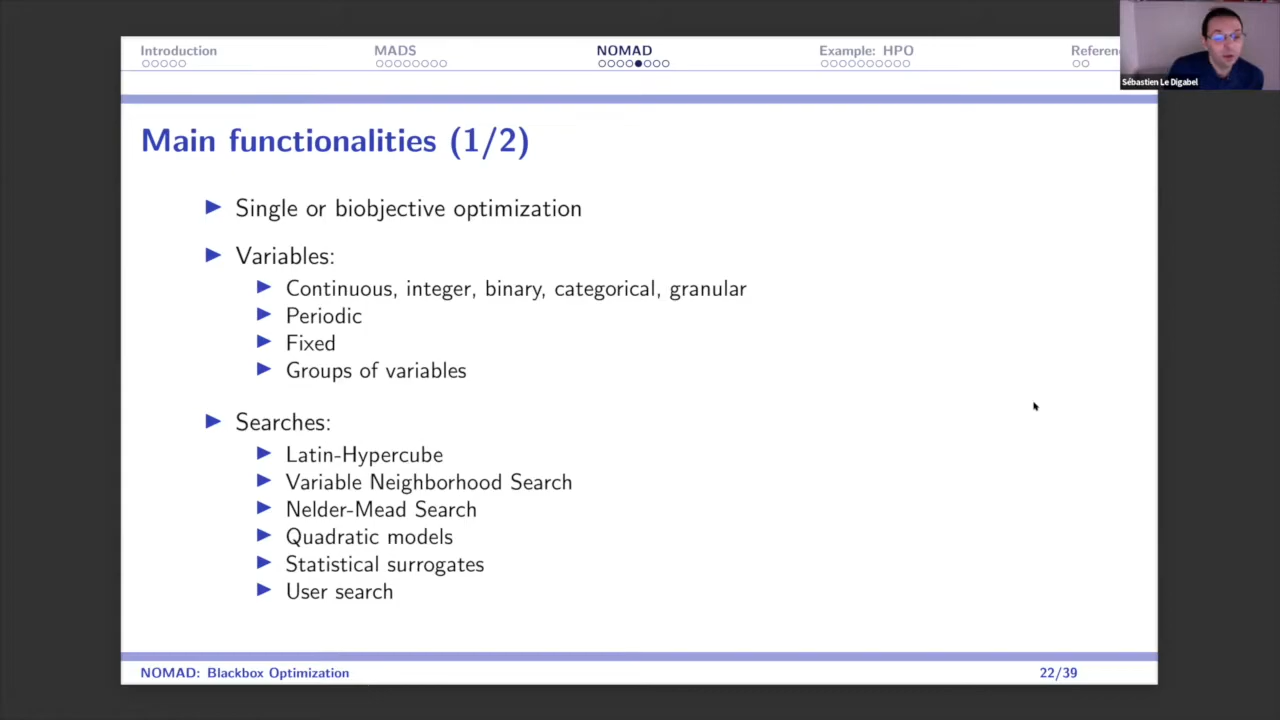 Introduction MADS NOMAD Example: HPO Referen
Sébastien Le Digabel
Main functionalities (1/2)
Single or biobjective optimization
Variables:
Continuous, integer, binary, categorical, granular
Periodic
Fixed
Groups of variables
Searches:
Latin-Hypercube
Variable Neighborhood Search
Nelder-Mead Search
Quadratic models
Statistical surrogates
User search
NOMAD: Blackbox Optimization 22/39